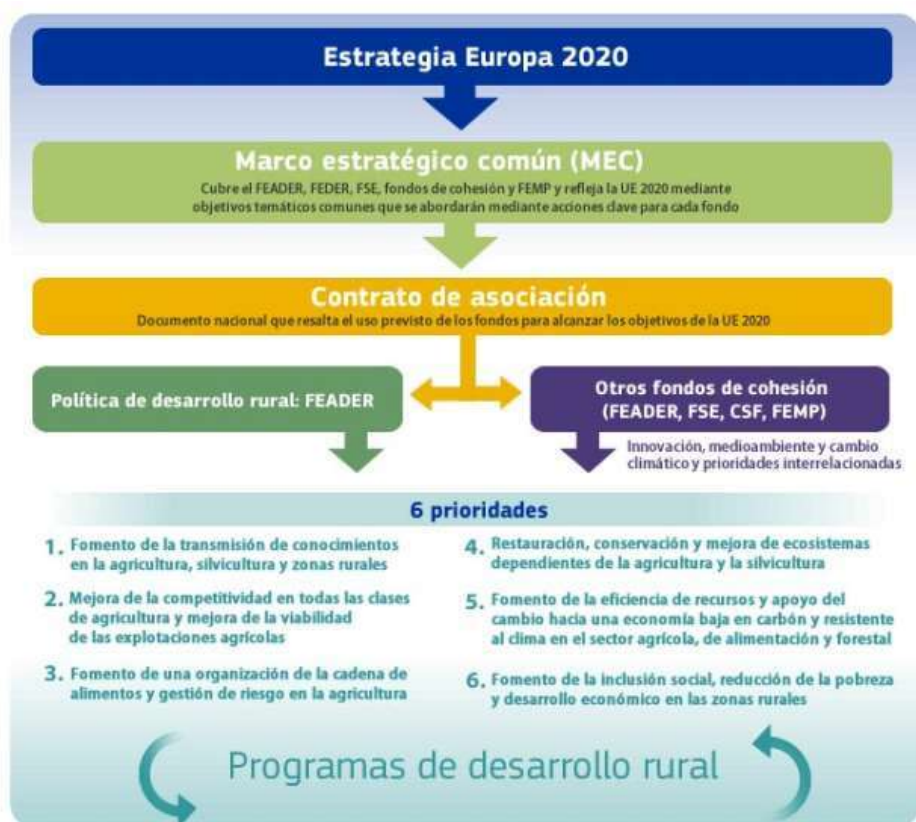 Estrategia Europa 2020
Marco estratégico común (MEC)
Cubre el FEADER, FEDER, FSE, fondos de cohesión y FEMP y refleja la UE 2020 mediante
objetivos temáticos comunes que se abordarán mediante acciones clave para cada fondo
Contrato de asociación
Documento nacional que resalta el uso previsto de los fondos para alcanzar los objetivos de la UE 2020
Política de desarrollo rural: FEADER
Otros fondos de cohesión
(FEADER, FSE, CSF, FEMP)
Innovación, medioambiente y cambio
climático y prioridades interrelacionadas
6 prioridades
1. Fomento de la transmisión de conocimientos
en la agricultura, silvicultura y zonas rurales
2. Mejora de la competitividad en todas las clases
de agricultura y mejora de la viabilidad
de las explotaciones agrícolas
3. Fomento de una organización de la cadena de
alimentos y gestión de riesgo en la agricultura
4. Restauración, conservación y mejora de ecosistemas
dependientes de la agricultura y la silvicultura
5. Fomento de la eficiencia de recursos y apoyo del
cambio hacia una economía baja en carbón y resistente
al clima en el sector agrícola, de alimentación y forestal
6. Fomento de la inclusión social, reducción de la pobreza
y desarrollo económico en las zonas rurales
Programas de desarrollo rural